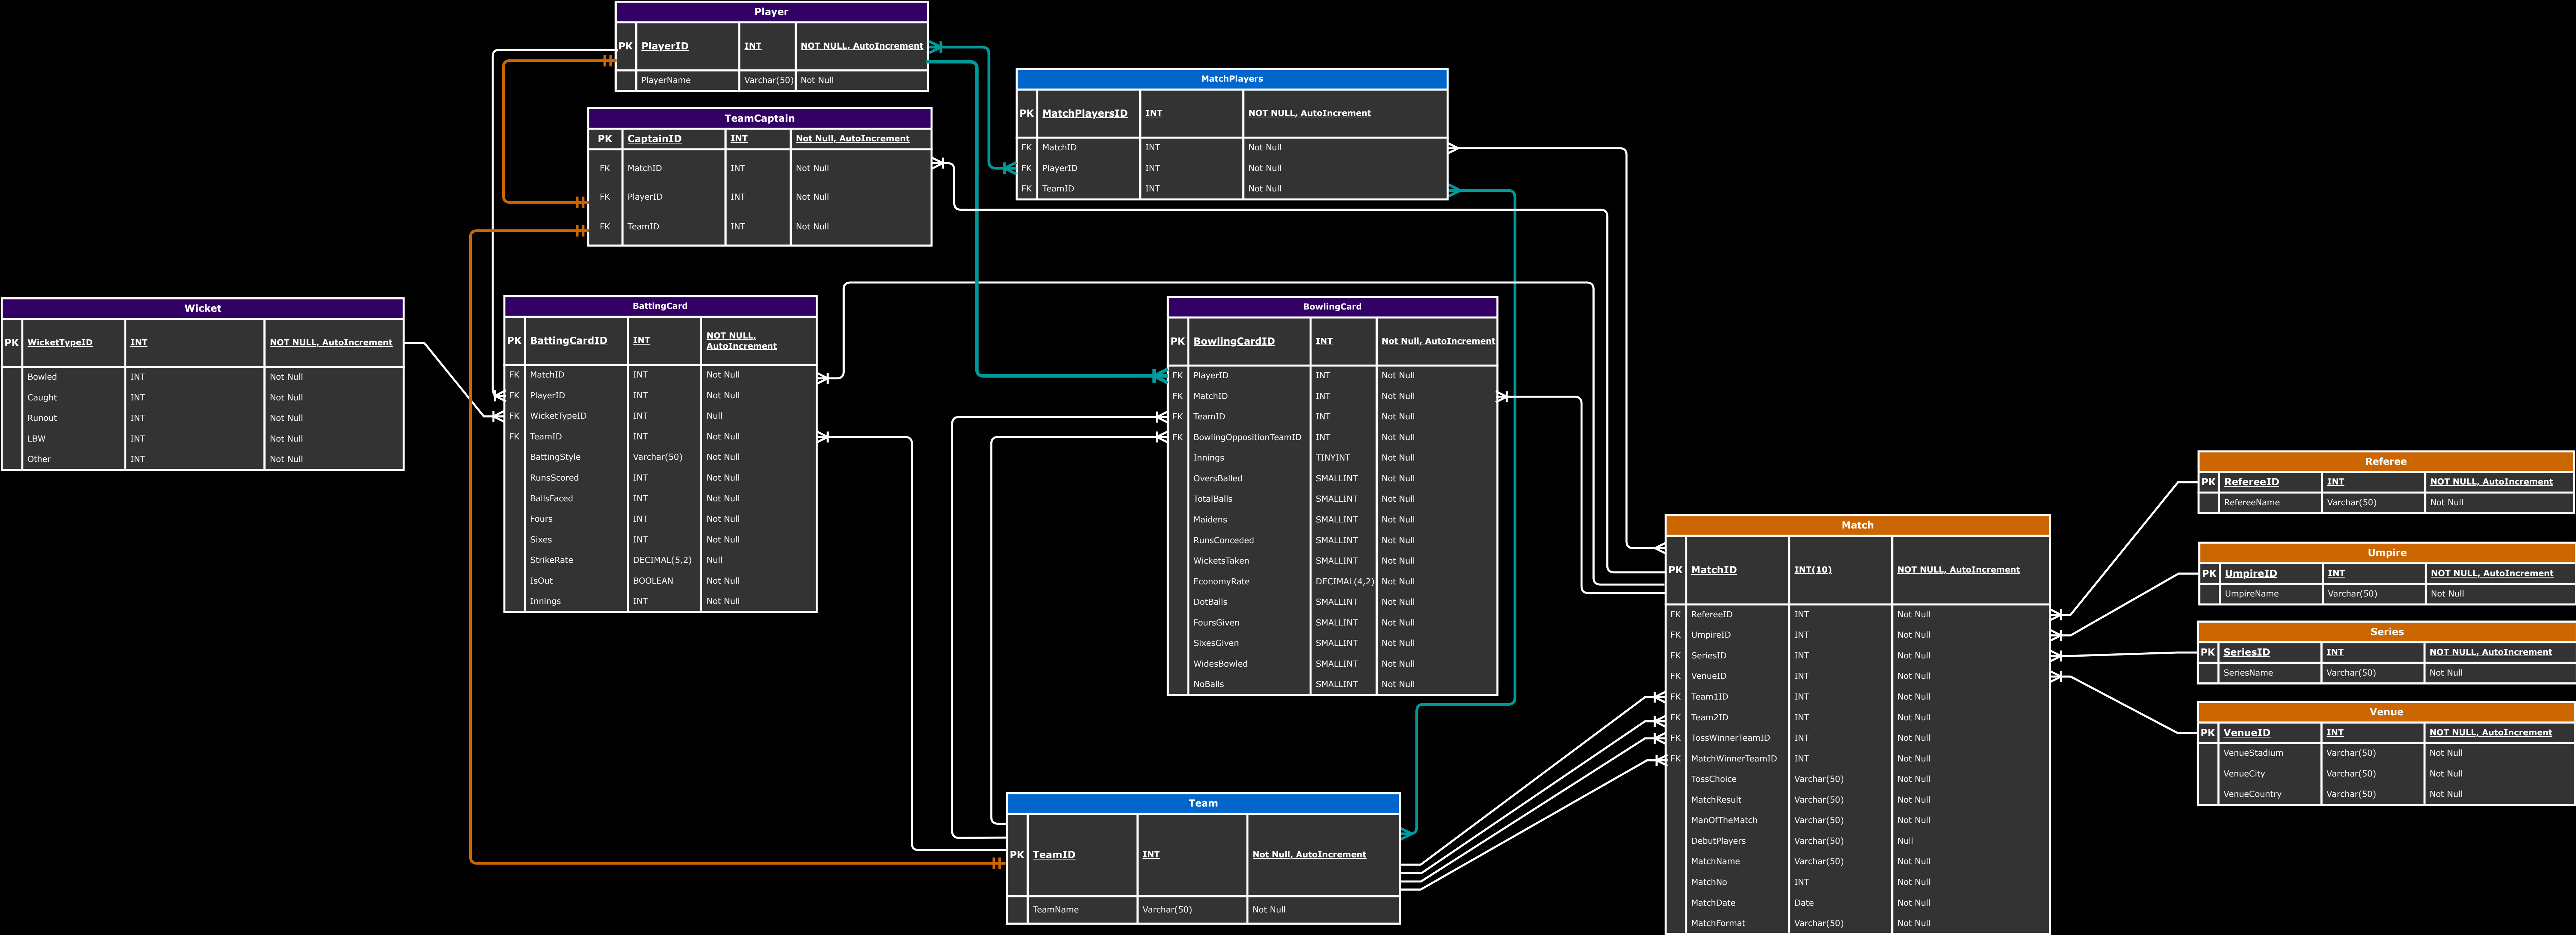 Player
PK PlayerID INT NOT NULL, AutoIncrement
PlayerName Varchar(50) Not Null
MatchPlayers
PK MatchPlayersID INT NOT NULL, AutoIncrement
FK MatchID INT Not Null
FK PlayerID INT Not Null
FK TeamID INT Not Null
TeamCaptain
PK CaptainID INT Not Null, AutoIncrement
FK MatchID INT Not Null
FK PlayerID INT Not Null
FK TeamID INT Not Null
Wicket
PK WicketTypeID INT NOT NULL, AutoIncrement
Bowled INT Not Null
Caught INT Not Null
Runout INT Not Null
LBW INT Not Null
Other INT Not Null
BattingCard
PK BattingCardID INT NOT NULL,
AutoIncrement
FK MatchID INT Not Null
FK PlayerID INT Not Null
FK WicketTypeID INT Null
FK TeamID INT Not Null
BattingStyle Varchar(50) Not Null
RunsScored INT Not Null
BallsFaced INT Not Null
Fours INT Not Null
Sixes INT Not Null
StrikeRate DECIMAL(5,2) Null
IsOut BOOLEAN Not Null
Innings INT Not Null
BowlingCard
PK BowlingCardID INT Not Null, AutoIncrement
FK PlayerID INT Not Null
FK MatchID INT Not Null
FK TeamID INT Not Null
FK BowlingOppositionTeamID INT Not Null
Innings TINYINT Not Null
OversBalled SMALLINT Not Null
TotalBalls SMALLINT Not Null
Maidens SMALLINT Not Null
RunsConceded SMALLINT Not Null
WicketsTaken SMALLINT Not Null
EconomyRate DECIMAL(4,2) Not Null
DotBalls SMALLINT Not Null
FoursGiven SMALLINT Not Null
SixesGiven SMALLINT Not Null
WidesBowled SMALLINT Not Null
NoBalls SMALLINT Not Null
Match
PK MatchID INT(10) NOT NULL, AutoIncrement
FK RefereeID INT Not Null
FK UmpireID INT Not Null
FK SeriesID INT Not Null
FK VenueID INT Not Null
FK Team1ID INT Not Null
FK Team2ID INT Not Null
FK TossWinnerTeamID INT Not Null
FK MatchWinnerTeamID INT Not Null
TossChoice Varchar(50) Not Null
MatchResult Varchar(50) Not Null
ManOfTheMatch Varchar(50) Not Null
DebutPlayers Varchar(50) Null
MatchName Varchar(50) Not Null
MatchNo INT Not Null
MatchDate Date Not Null
MatchFormat Varchar(50) Not Null
Referee
PK RefereeID INT NOT NULL, AutoIncrement
RefereeName Varchar(50) Not Null
Umpire
PK UmpireID INT NOT NULL, AutoIncrement
UmpireName Varchar(50) Not Null
Series
PK SeriesID INT NOT NULL, AutoIncrement
SeriesName Varchar(50) Not Null
Venue
PK VenueID INT NOT NULL, AutoIncrement
VenueStadium Varchar(50) Not Null
VenueCity Varchar(50) Not Null
VenueCountry Varchar(50) Not Null
Team
PK TeamID INT Not Null, AutoIncrement
TeamName Varchar(50) Not Null